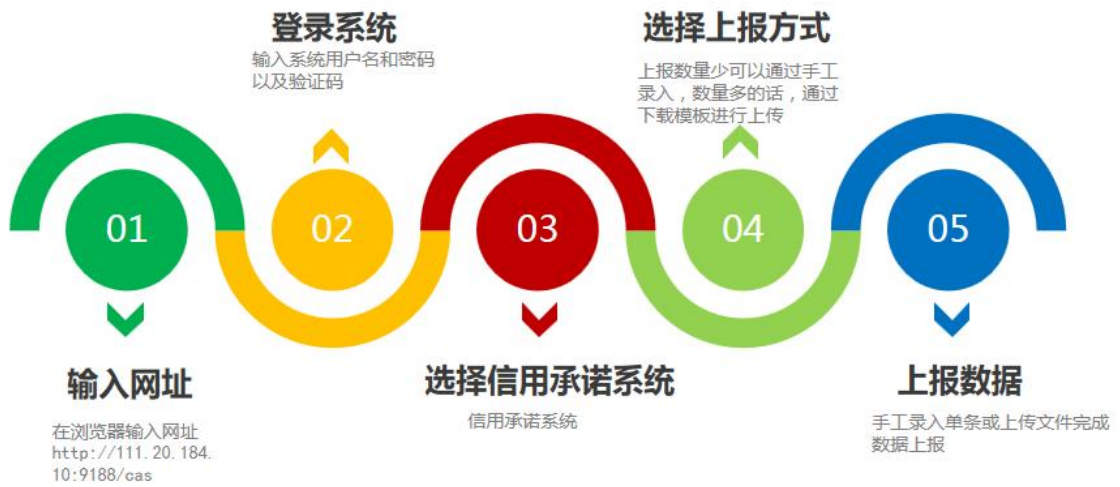 登录系统
输入系统用户名和密码
以及验证码
选择上报方式
上报数量少可以通过手工
录入，数量多的话，通过
下载模板进行上传
01
02
03
04
05
输入网址
在浏览器输入网址
http://111.20.184.
10:9188/cas
选择信用承诺系统
信用承诺系统
上报数据
手工录入单条或上传文件完成
数据上报